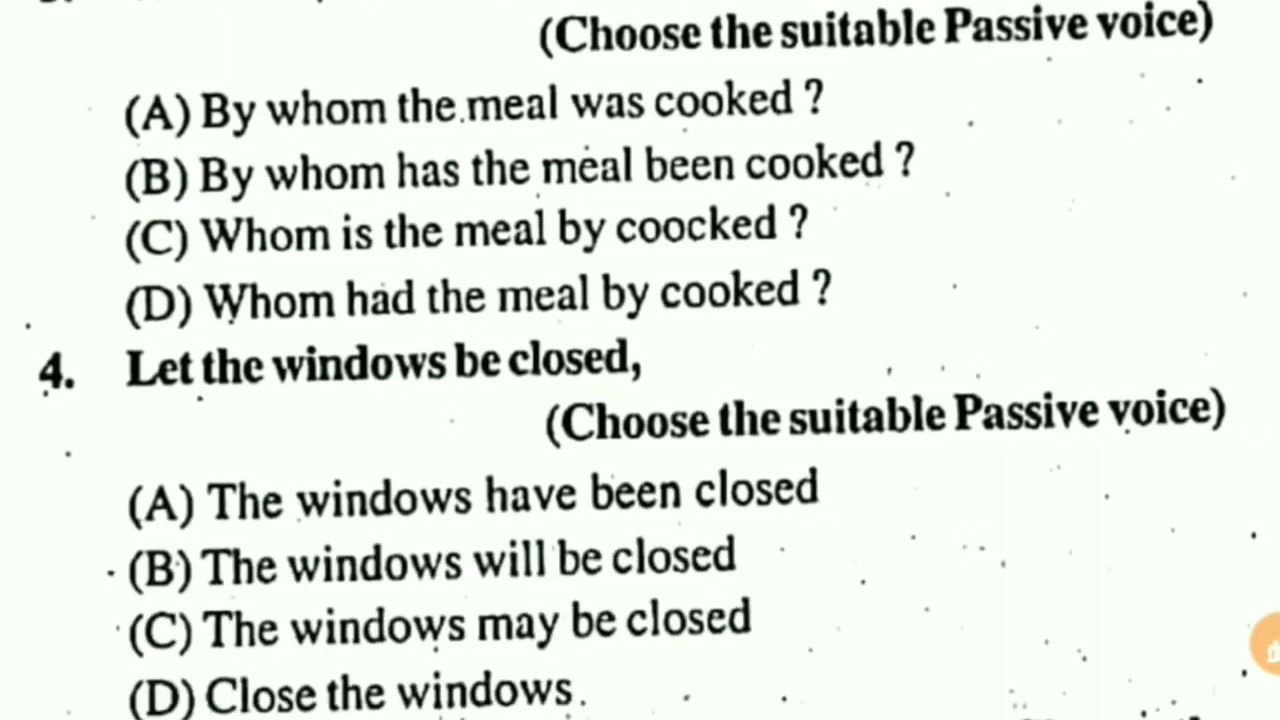 (Choose the suitable Passive voice)
(A) By whom the meal was cooked ?
(B) By whom has the meal been cooked ?
(C) Whom is the meal by coocked ?
(D) Whom had the meal by cooked ?
4. Let the windows be closed,
(Choose the suitable Passive voice)
(A) The windows have been closed
(B) The windows will be closed
(C) The windows may be closed
(D) Close the windows.